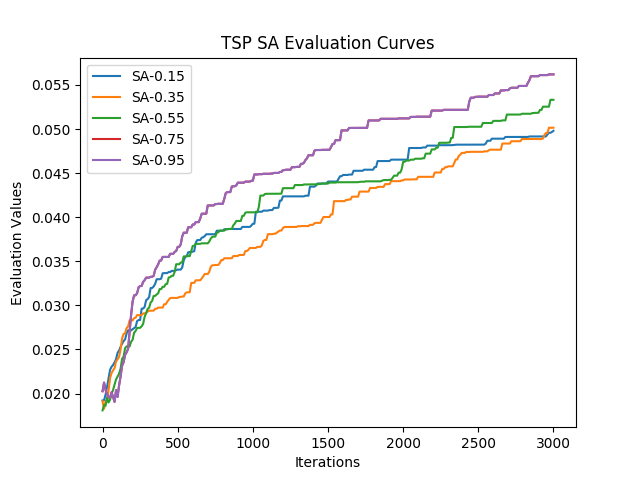 TSP SA Evaluation Curves
SA-0.15
SA-0.35
SA-0.55
SA-0.75
SA-0.95
Evaluation Values
0.055
0.050
0.045
0.040
0.035
0.030
0.025
0.020
0 500 1000 1500 2000 2500 3000
Iterations